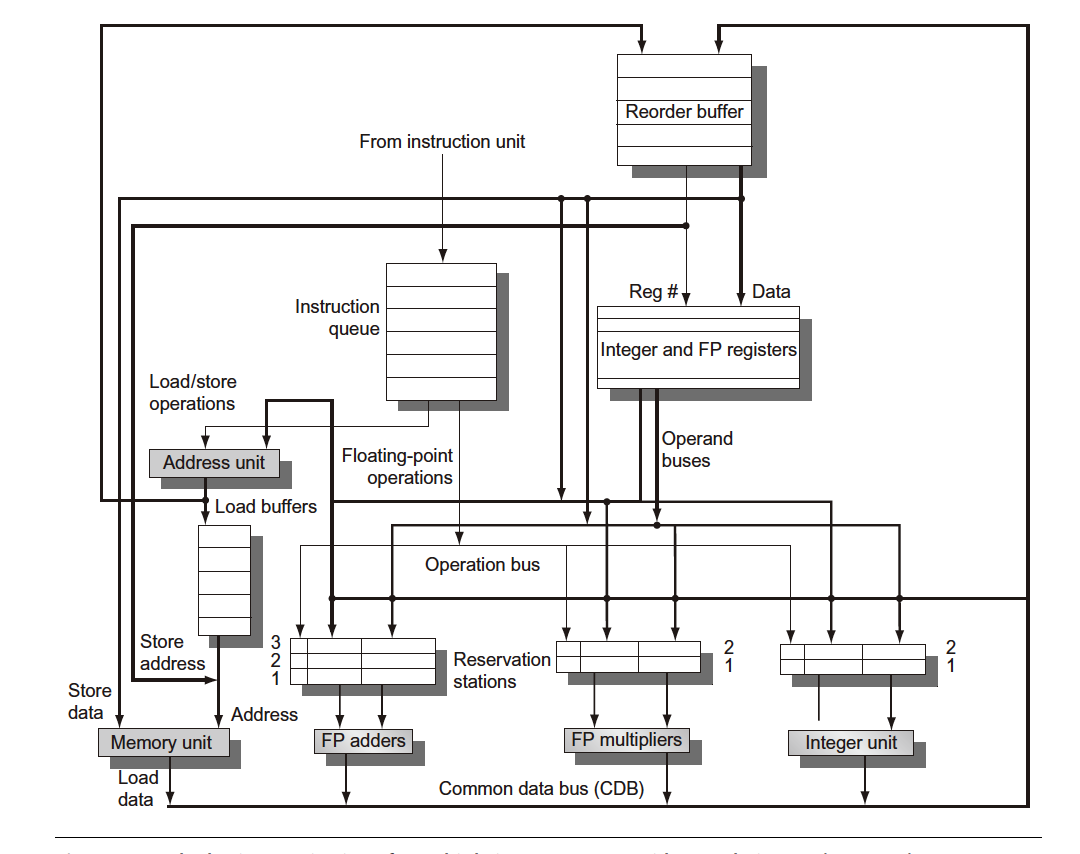 Reorder buffer
From instruction unit
Reg #
Data
Instruction
queue
Integer and FP registers
Load/store
operations
Operand
buses
Floating-point
operations
Address unit
Load buffers
Operation bus
Store
address
3
2
1
Reservation
stations
2
1
2
1
Store
data
Address
Memory unit
FP adders
FP multipliers
Integer unit
Load
data
Common data bus (CDB)